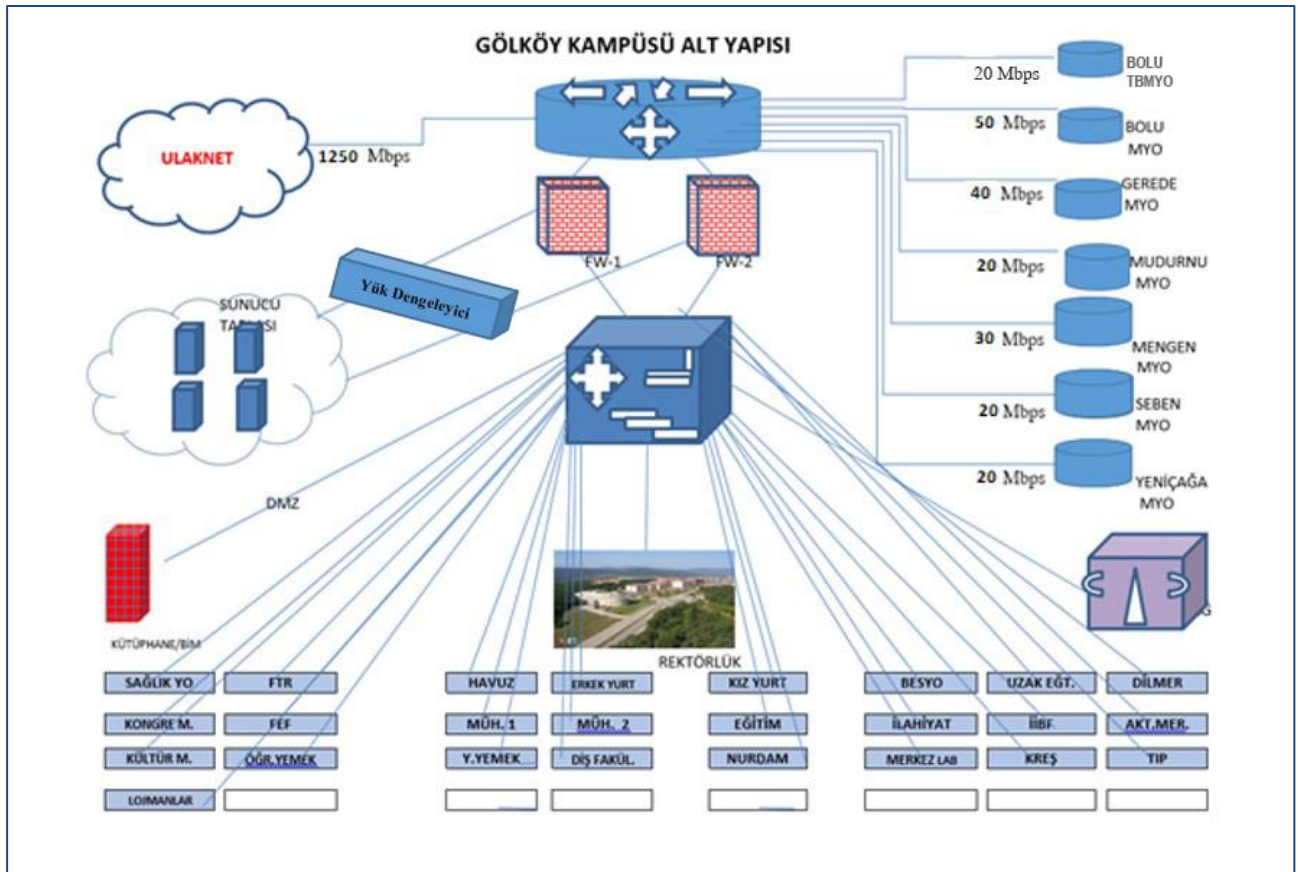 GÖLKÖY KAMPÜSÜ ALT YAPISI
ULAKNET
1250 Mbps
20 Mbps
BOLU
TBMYO
50 Mbps
BOLU
MYO
40 Mbps
GEREDE
MYO
20 Mbps
MUDURNU
MYO
30 Mbps
MENGEN
MYO
20 Mbps
SEBEN
MYO
20 Mbps
YENİÇAĞA
MYO
FW-1
FW-2
Yük Dengeleyici
SUNUCU
DMZ
KÜTÜPHANE/BİM
REKTÖRLÜK
G
SAĞLIK YO
FTR
HAVUZ
ERKEK YURT
KIZ YURT
BESYO
UZAK EĞT.
DİLMER
KONGRE M.
FEF
MÜH. 1
MÜH. 2
EĞİTİM
İLAHİYAT
İİBF
AKT.MER.
KÜLTÜR M.
ÖĞR.YEMEK
Y.YEMEK
DİŞ FAKÜL.
NURDAM
MERKEZ LAB
KREŞ
TIP
LOJMANLAR